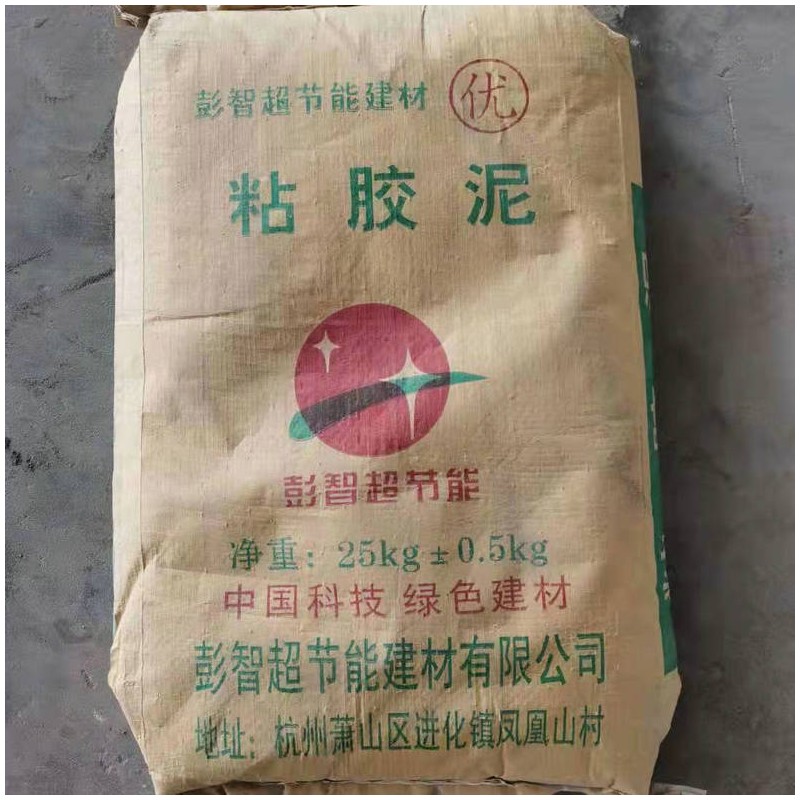 彭智超节能建材 优
粘胶泥
彭智超节能
净重：25kg±0.5kg
中国科技 绿色建材
彭智超节能建材有限公司
地址：杭州萧山区进化镇凤凰山村